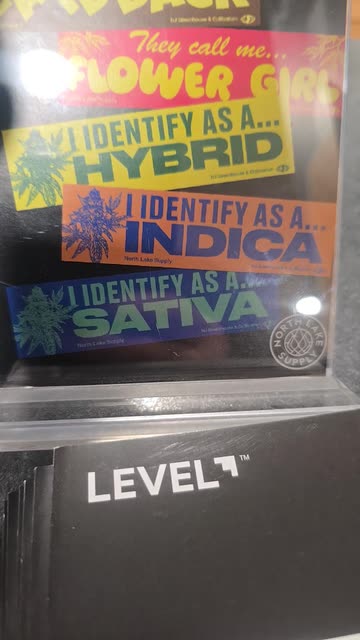 They call me...
FLOWER GIRL
I IDENTIFY AS A...
HYBRID
I IDENTIFY AS A...
INDICA
North Lake Supply
I IDENTIFY AS A...
SATIVA
North Lake Supply
NORTH LAKE
SUPPLY
LEVEL™